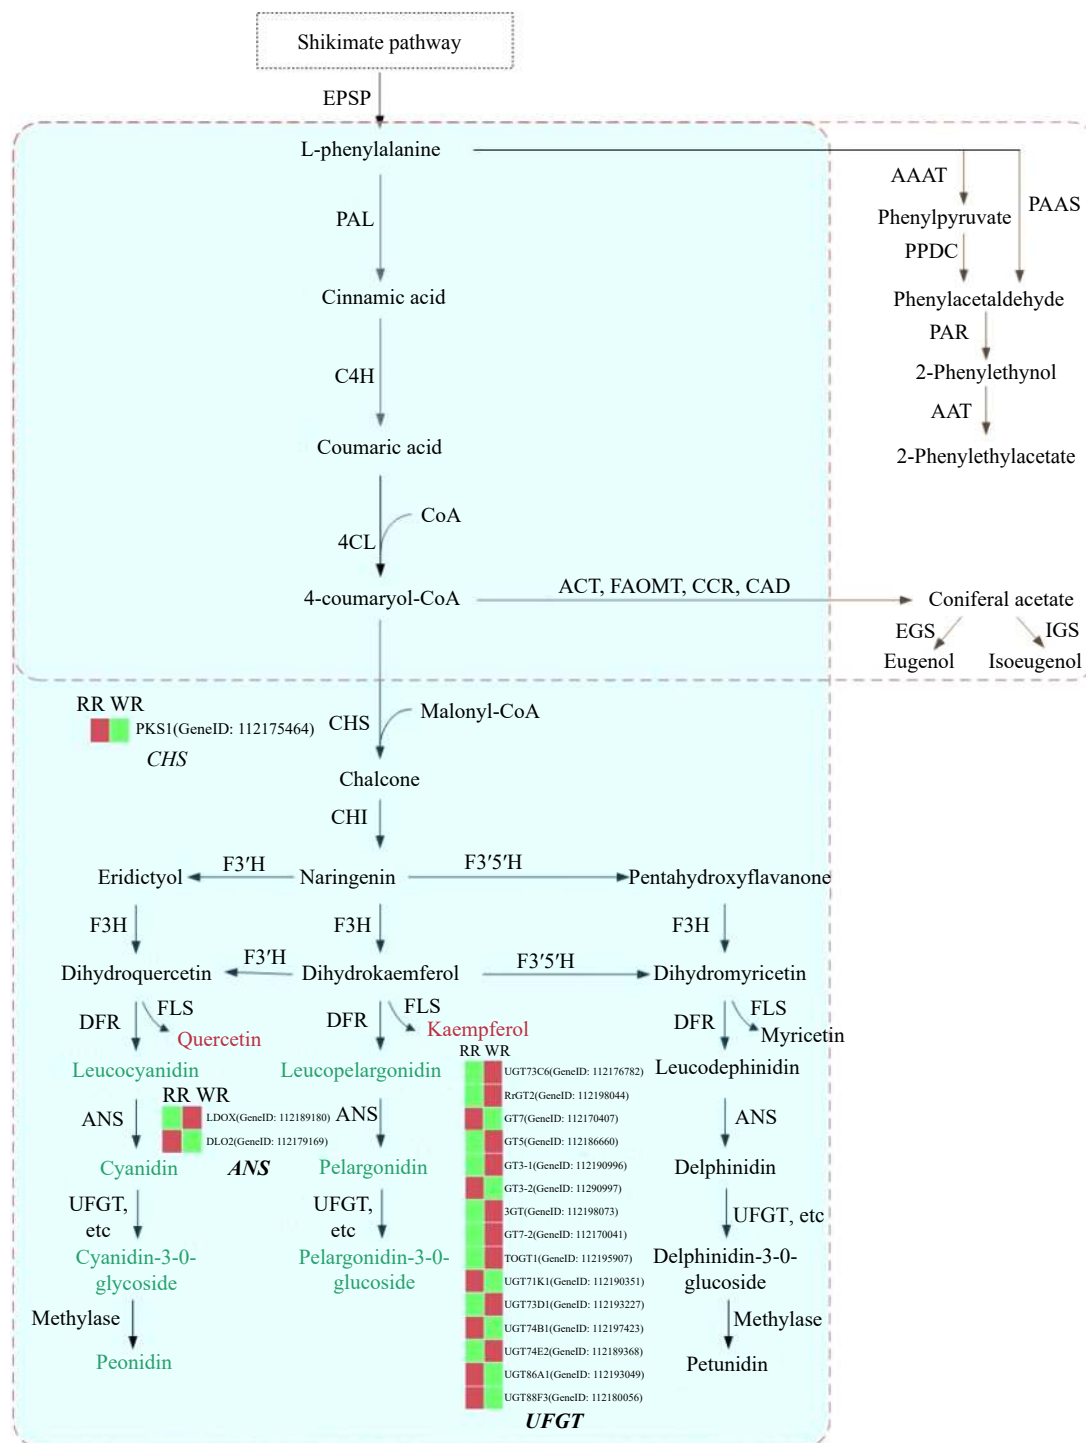 Shikimate pathway
EPSP
L-phenylalanine
AAAT
PAAS
Phenylpyruvate
PAL
PPDC
Cinnamic acid
Phenylacetaldehyde
PAR
C4H
2-Phenylethynol
AAT
Coumaric acid
2-Phenylethylacetate
CoA
4CL
4-coumaryol-CoA
ACT, FAOMT, CCR, CAD
Coniferal acetate
EGS
IGS
Eugenol
Isoeugenol
RR WR
PKS1(GeneID: 112175464)
CHS
CHS
Malonyl-CoA
Chalcone
CHI
Eridictyol
F3'H
Naringenin
F3'5'H
Pentahydroxyflavanone
F3H
F3H
F3H
Dihydroquercetin
F3'H
Dihydrokaemferol
F3'5'H
Dihydromyricetin
DFR
FLS
Quercetin
DFR
FLS
Kaempferol
DFR
FLS
Myricetin
Leucocyanidin
Leucopelargonidin
Leucodephinidin
RR WR
LDOX(GeneID: 112189180)
DLO2(GeneID: 112179169)
ANS
ANS
ANS
ANS
Cyanidin
Pelargonidin
Delphinidin
UFGT,
etc
UFGT,
etc
UFGT, etc
Cyanidin-3-0-
glycoside
Pelargonidin-3-0-
glucoside
Delphinidin-3-0-
glucoside
Methylase
Methylase
Peonidin
Petunidin
RR WR
UGT73C6(GeneID: 112176782)
RrGT2(GeneID: 112198044)
GT7(GeneID: 112170407)
GT5(GeneID: 112186660)
GT3-1(GeneID: 112190996)
GT3-2(GeneID: 11290997)
3GT(GeneID: 112198073)
GT7-2(GeneID: 112170041)
TOGT1(GeneID: 112195907)
UGT71K1(GeneID: 112190351)
UGT73D1(GeneID: 112193227)
UGT74B1(GeneID: 112197423)
UGT74E2(GeneID: 112189368)
UGT86A1(GeneID: 112193049)
UGT88F3(GeneID: 112180056)
UFGT